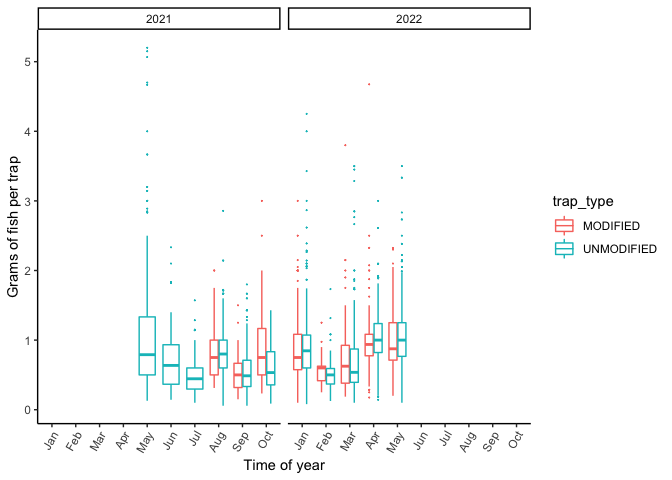 2021
2022
5
4
3
2
1
0
Grams of fish per trap
Jan Feb Mar Apr May Jun Jul Aug Sep Oct
Jan Feb Mar Apr May Jun Jul Aug Sep Oct
Time of year
trap_type
MODIFIED
UNMODIFIED